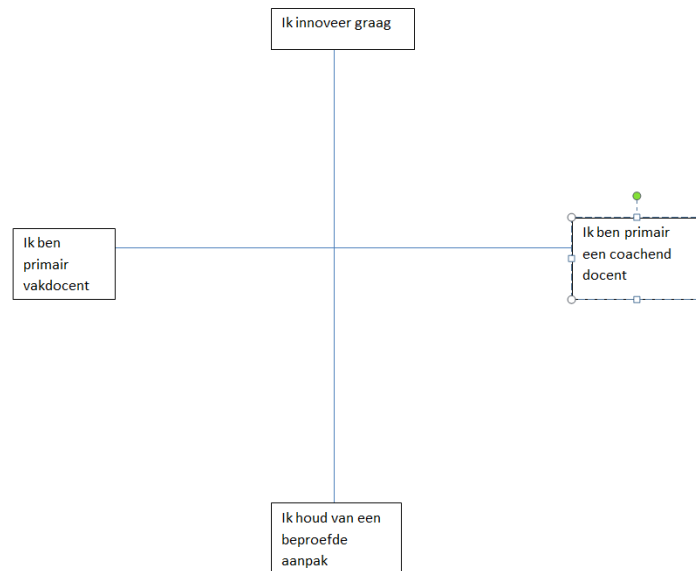 Ik innoveer graag
Ik ben
primair
vakdocent
Ik ben primair
een coachend
docent
Ik houd van een
beproefde
aanpak